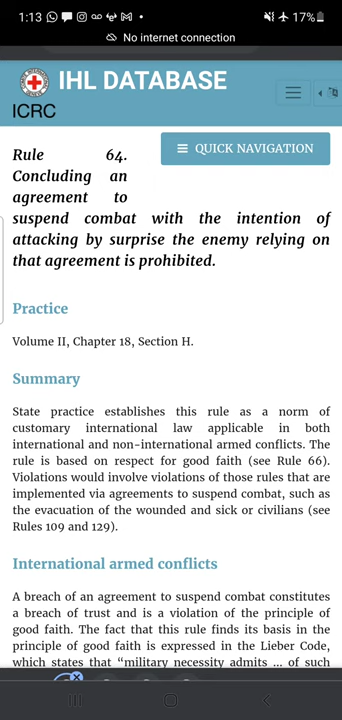 1:13
17%
No internet connection
IHL DATABASE
ICRC
QUICK NAVIGATION
Rule 64.
Concluding an
agreement to
suspend combat with the intention of
attacking by surprise the enemy relying on
that agreement is prohibited.
Practice
Volume II, Chapter 18, Section H.
Summary
State practice establishes this rule as a norm of
customary international law applicable in both
international and non-international armed conflicts. The
rule is based on respect for good faith (see Rule 66).
Violations would involve violations of those rules that are
implemented via agreements to suspend combat, such as
the evacuation of the wounded and sick or civilians (see
Rules 109 and 129).
International armed conflicts
A breach of an agreement to suspend combat constitutes
a breach of trust and is a violation of the principle of
good faith. The fact that this rule finds its basis in the
principle of good faith is expressed in the Lieber Code,
which states that “military necessity admits ... of such